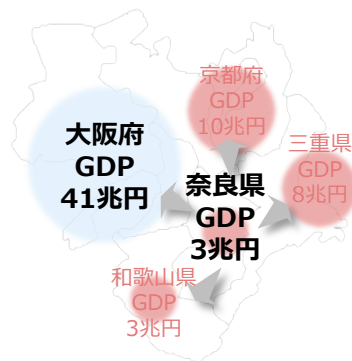 京都府
GDP
10兆円
大阪府
GDP
41兆円
三重県
GDP
8兆円
奈良県
GDP
3兆円
和歌山県
GDP
3兆円